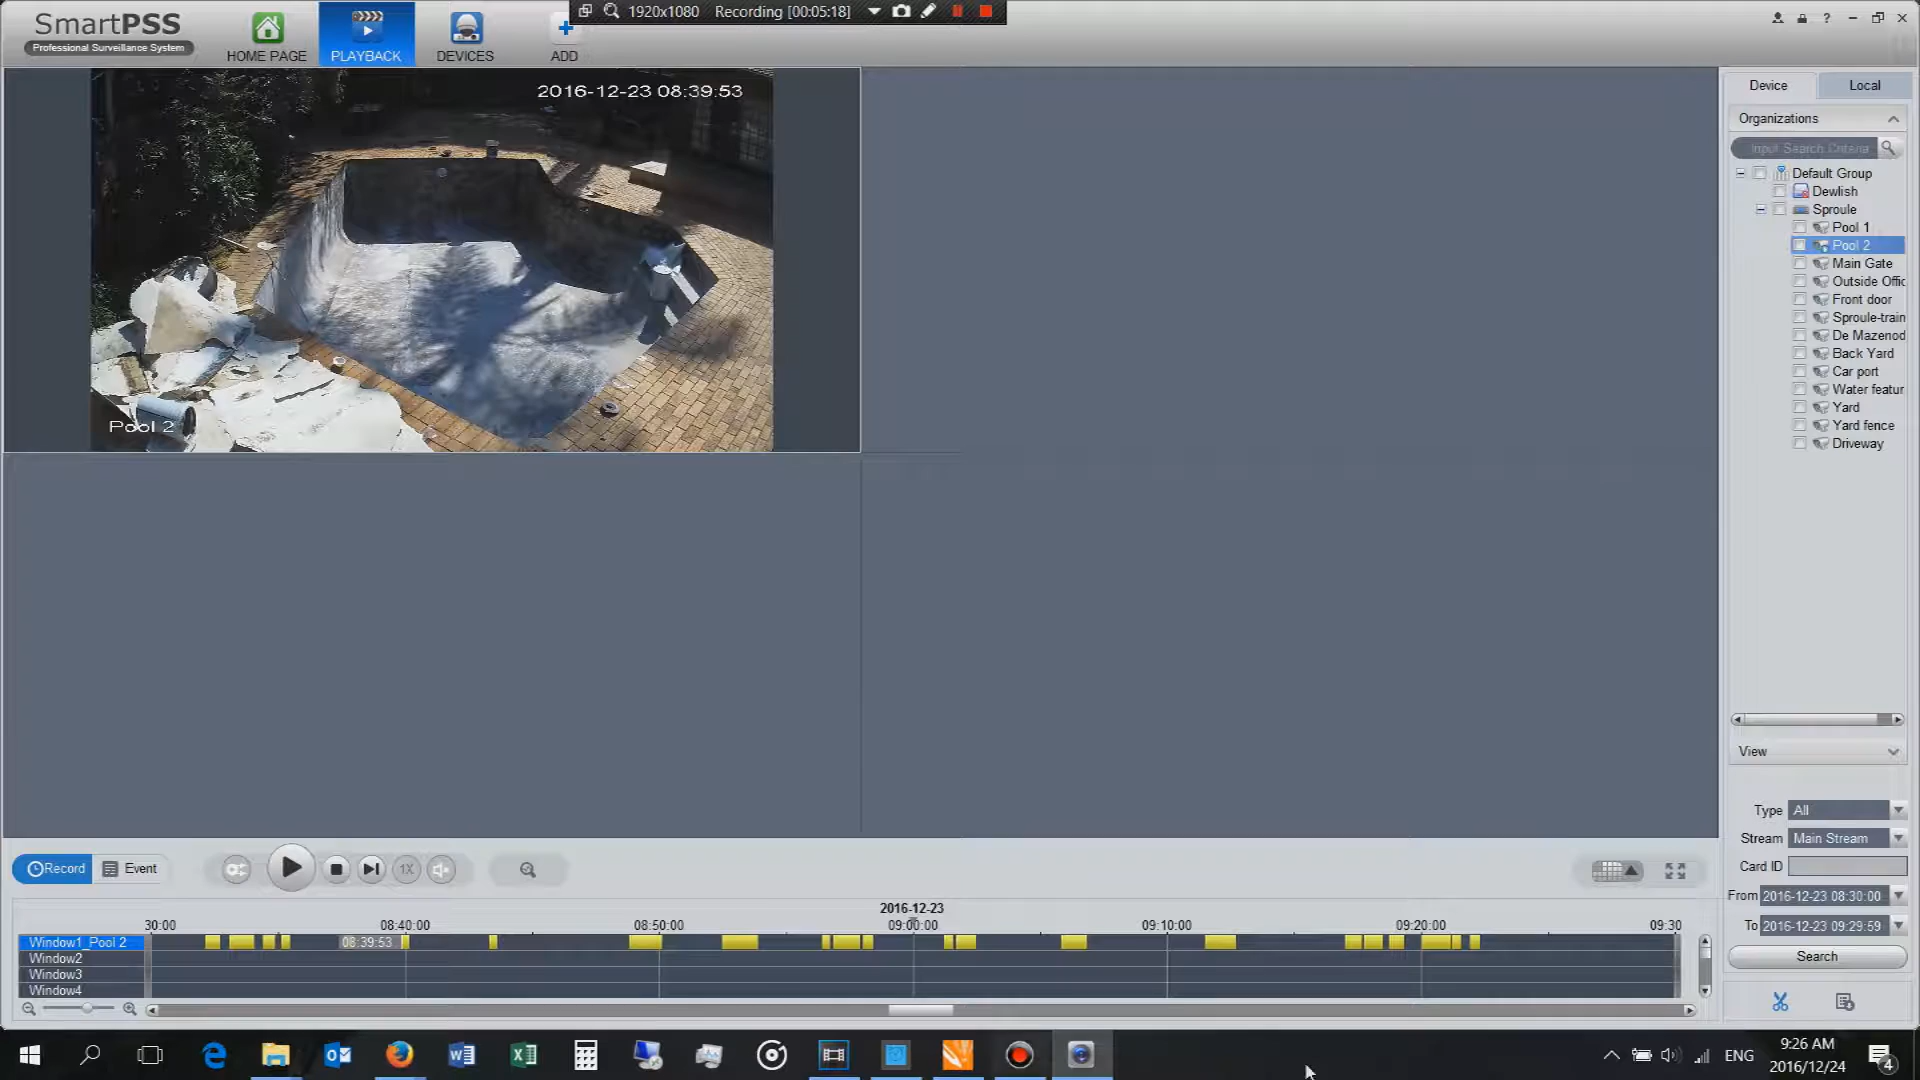 SmartPSS
Professional Surveillance System
HOME PAGE
PLAYBACK
DEVICES
ADD
1920x1080 Recording [00:05:18]
?
2016-12-23 08:39:53
Pool 2
Device
Local
Organizations
Input Search Criteria
Default Group
Dewlish
Sproule
Pool 1
Pool 2
Main Gate
Outside Offic
Front door
Sproule-train
De Mazenod
Back Yard
Car port
Water featur
Yard
Yard fence
Driveway
View
Type All
Stream Main Stream
Card ID
From 2016-12-23 08:30:00
To 2016-12-23 09:29:59
Search
Record
Event
1X
2016-12-23
30:00 08:40:00 08:50:00 09:00:00 09:10:00 09:20:00 09:30
Window1_Pool 2
08:39:53
Window2
Window3
Window4
ENG
9:26 AM
2016/12/24
4